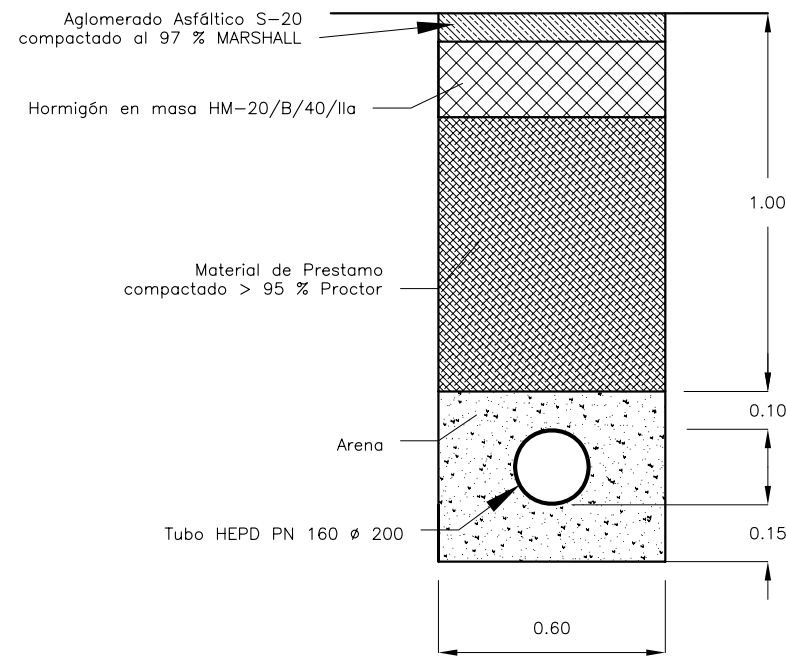 Aglomerado Asfáltico S-20
compactado al 97 % MARSHALL
Hormigón en masa HM-20/B/40/IIa
1.00
Material de Prestamo
compactado > 95 % Proctor
0.10
Arena
Tubo HEPD PN 160 ø 200
0.15
0.60